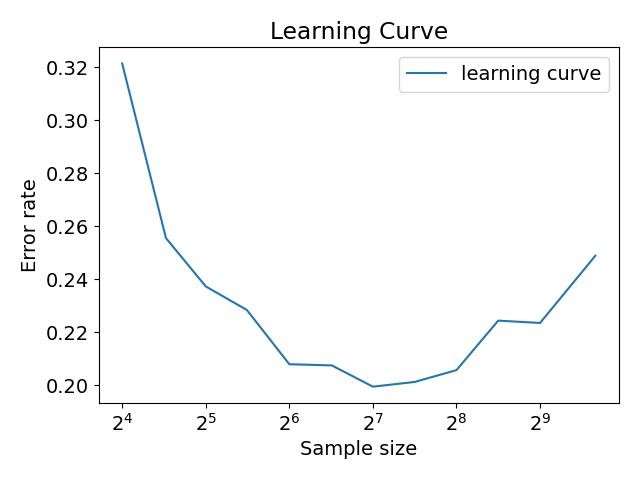 Learning Curve
learning curve
Error rate
0.32
0.30
0.28
0.26
0.24
0.22
0.20
2⁴ 2⁵ 2⁶ 2⁷ 2⁸ 2⁹
Sample size